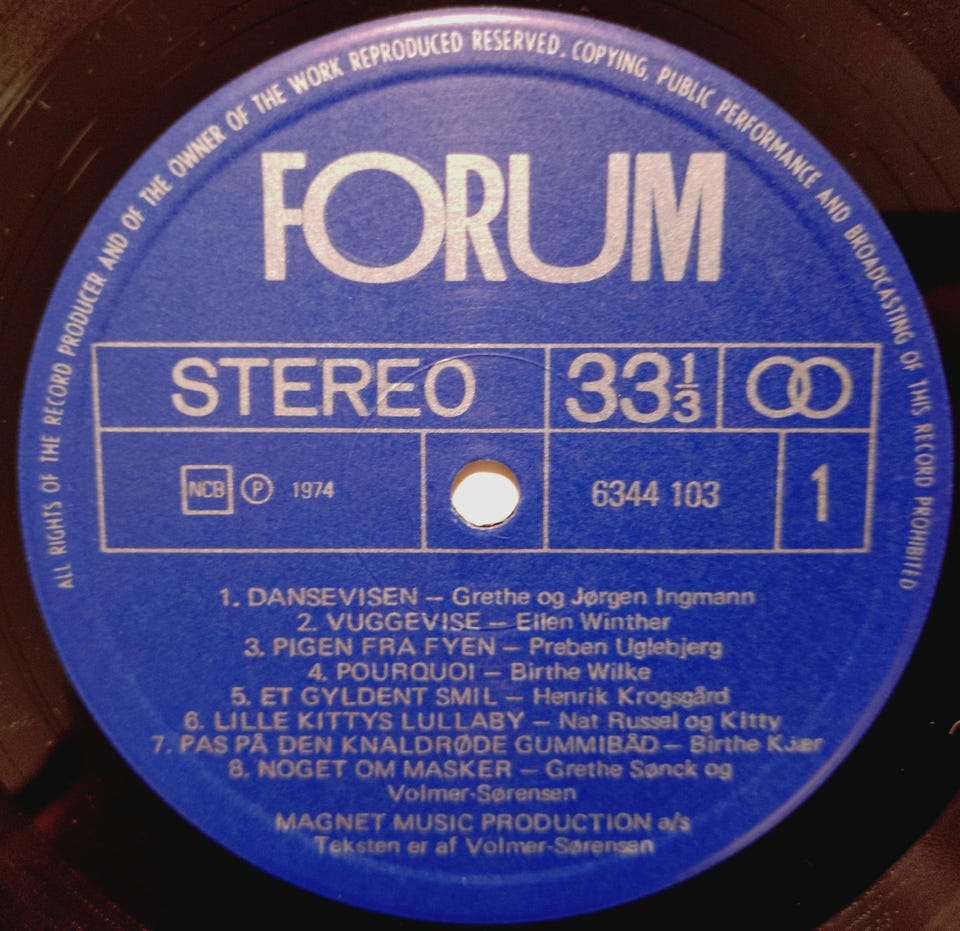 ALL RIGHTS OF THE RECORD PRODUCER AND OF THE OWNER OF THE WORK REPRODUCED RESERVED. COPYING, PUBLIC PERFORMANCE AND BROADCASTING OF THIS RECORD PROHIBITED
FORUM
STEREO 33 1/3
NCB Ⓟ 1974 6344 103 1
1. DANSEVISEN – Grethe og Jørgen Ingmann
2. VUGGEVISE – Ellen Winther
3. PIGEN FRA FYEN – Preben Uglebjerg
4. POURQUOI – Birthe Wilke
5. ET GYLDENT SMIL – Henrik Krogsgård
6. LILLE KITTYS LULLABY – Nat Russel og Kitty
7. PAS PÅ DEN KNALDRØDE GUMMIBÅD – Birthe Kjær
8. NOGET OM MASKER – Grethe Sønck og
Volmer-Sørensen
MAGNET MUSIC PRODUCTION a/s
Teksten er af Volmer-Sørensen